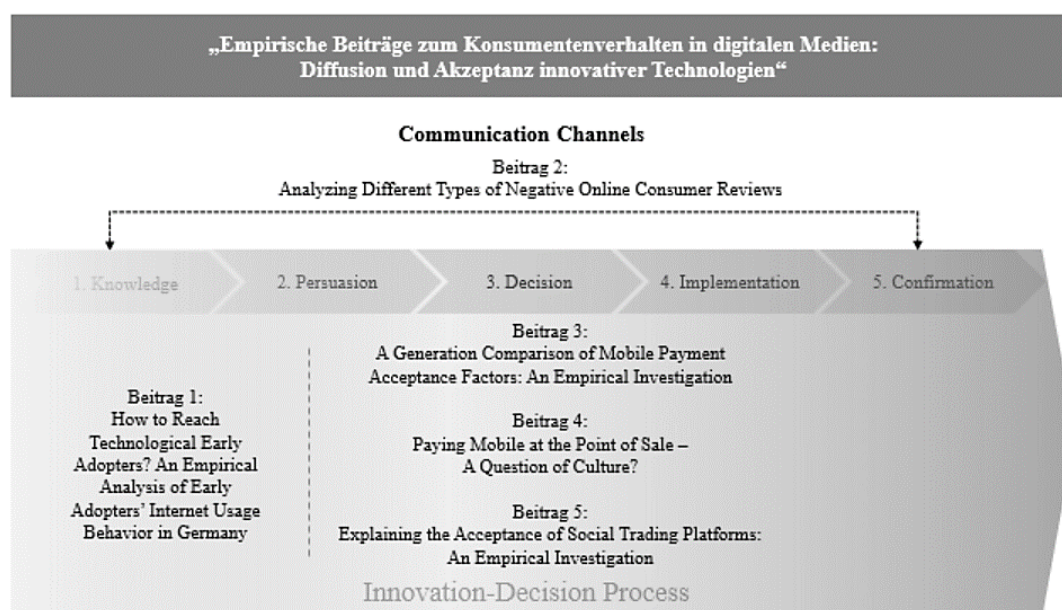 „Empirische Beiträge zum Konsumentenverhalten in digitalen Medien:
Diffusion und Akzeptanz innovativer Technologien“
Communication Channels
Beitrag 2:
Analyzing Different Types of Negative Online Consumer Reviews
1. Knowledge
2. Persuasion
3. Decision
4. Implementation
5. Confirmation
Beitrag 1:
How to Reach
Technological Early
Adopters? An Empirical
Analysis of Early
Adopters’ Internet Usage
Behavior in Germany
Beitrag 3:
A Generation Comparison of Mobile Payment
Acceptance Factors: An Empirical Investigation
Beitrag 4:
Paying Mobile at the Point of Sale –
A Question of Culture?
Beitrag 5:
Explaining the Acceptance of Social Trading Platforms:
An Empirical Investigation
Innovation-Decision Process